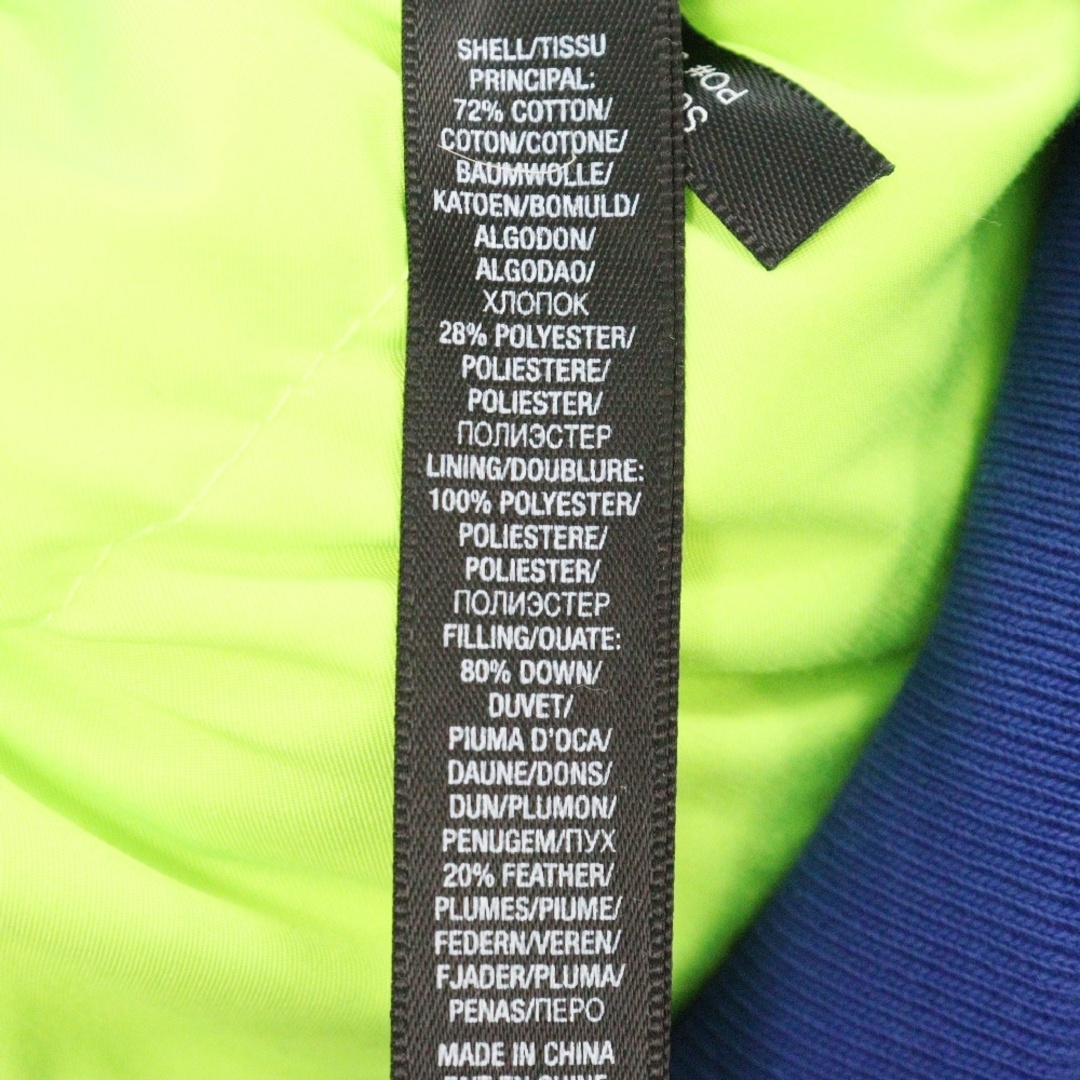 SHELL/TISSU
PRINCIPAL:
72% COTTON/
COTON/COTONE/
BAUMWOLLE/
KATOEN/BOMULD/
ALGODON/
ALGODAO/
ХЛОПОК
28% POLYESTER/
POLIESTERE/
POLIESTER/
ПОЛИЭСТЕР
LINING/DOUBLURE:
100% POLYESTER/
POLIESTERE/
POLIESTER/
ПОЛИЭСТЕР
FILLING/OUATE:
80% DOWN/
DUVET/
PIUMA D'OCA/
DAUNE/DONS/
DUN/PLUMON/
PENUGEM/ПУХ
20% FEATHER/
PLUMES/PIUME/
FEDERN/VEREN/
FJADER/PLUMA/
PENAS/ПЕРО
MADE IN CHINA
PO#